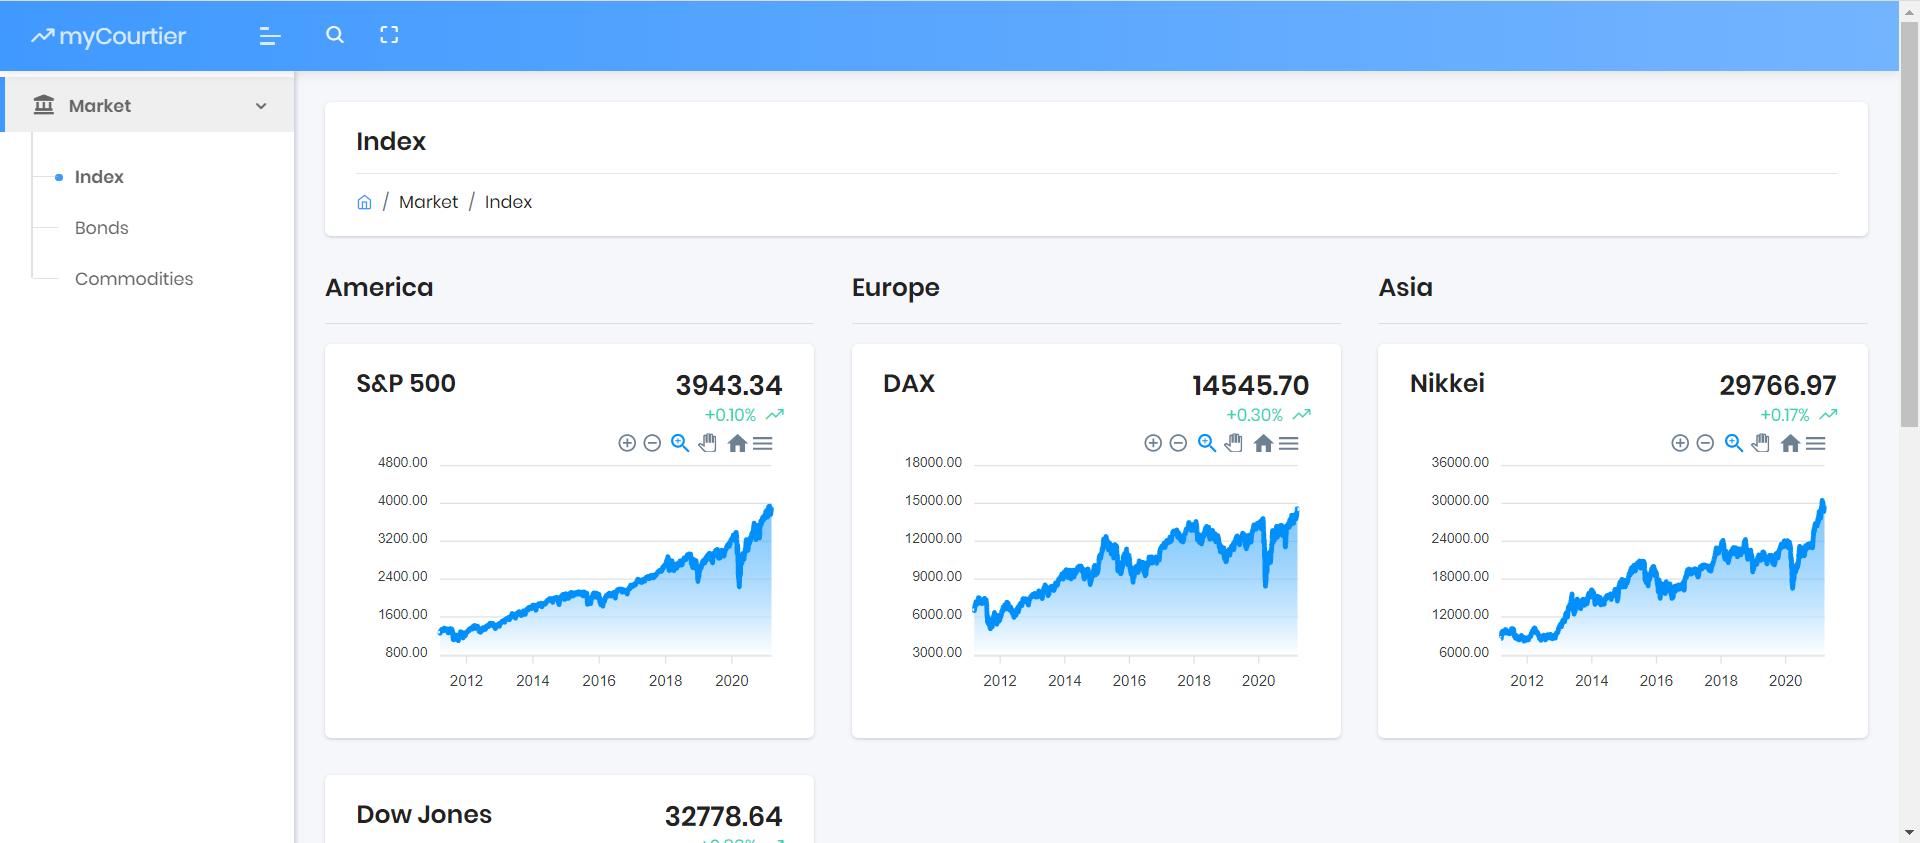 myCourtier
Market
Index
Bonds
Commodities
Index
/ Market / Index
America
Europe
Asia
S&P 500
3943.34
+0.10%
4800.00
4000.00
3200.00
2400.00
1600.00
800.00
2012 2014 2016 2018 2020
DAX
14545.70
+0.30%
18000.00
15000.00
12000.00
9000.00
6000.00
3000.00
2012 2014 2016 2018 2020
Nikkei
29766.97
+0.17%
36000.00
30000.00
24000.00
18000.00
12000.00
6000.00
2012 2014 2016 2018 2020
Dow Jones
32778.64